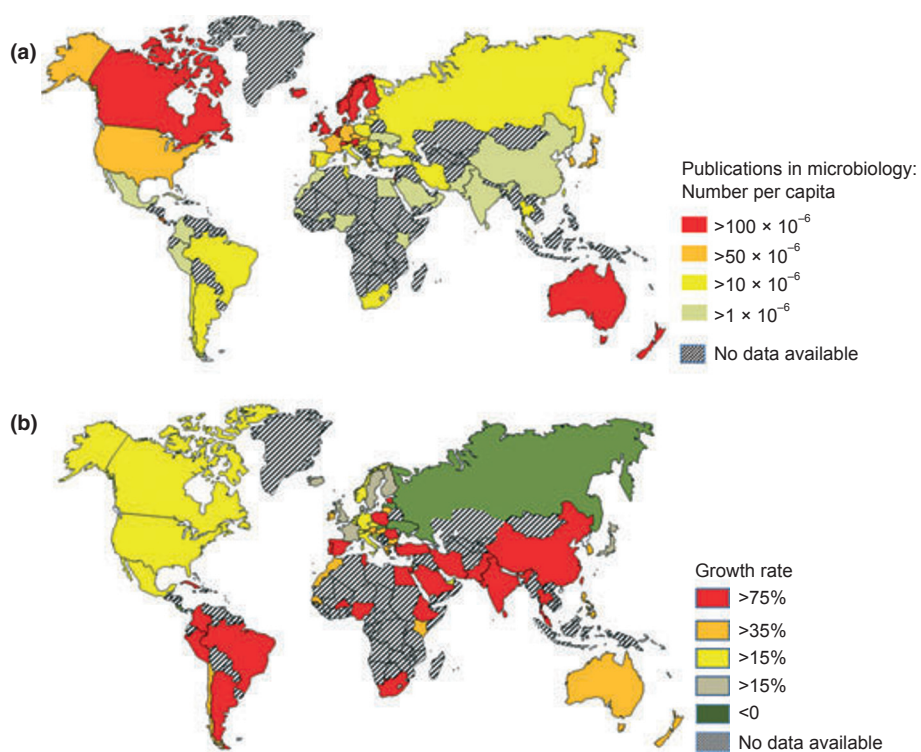 (a)
Publications in microbiology:
Number per capita
>100 × 10⁻⁶
>50 × 10⁻⁶
>10 × 10⁻⁶
>1 × 10⁻⁶
No data available
(b)
Growth rate
>75%
>35%
>15%
>15%
<0
No data available